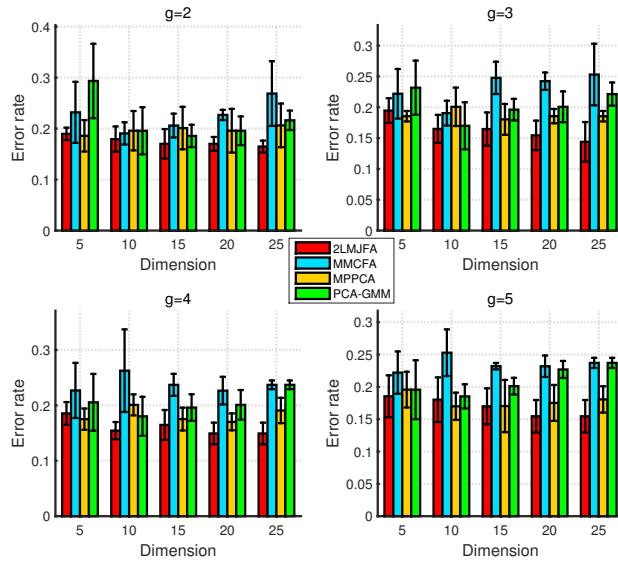 g=2
Error rate
0.4
0.3
0.2
0.1
0
5 10 15 20 25
Dimension
g=3
Error rate
0.3
0.25
0.2
0.15
0.1
0.05
0
5 10 15 20 25
Dimension
2LMJFA
MMCFA
MPPCA
PCA-GMM
g=4
Error rate
0.3
0.2
0.1
0
5 10 15 20 25
Dimension
g=5
Error rate
0.3
0.25
0.2
0.15
0.1
0.05
0
5 10 15 20 25
Dimension